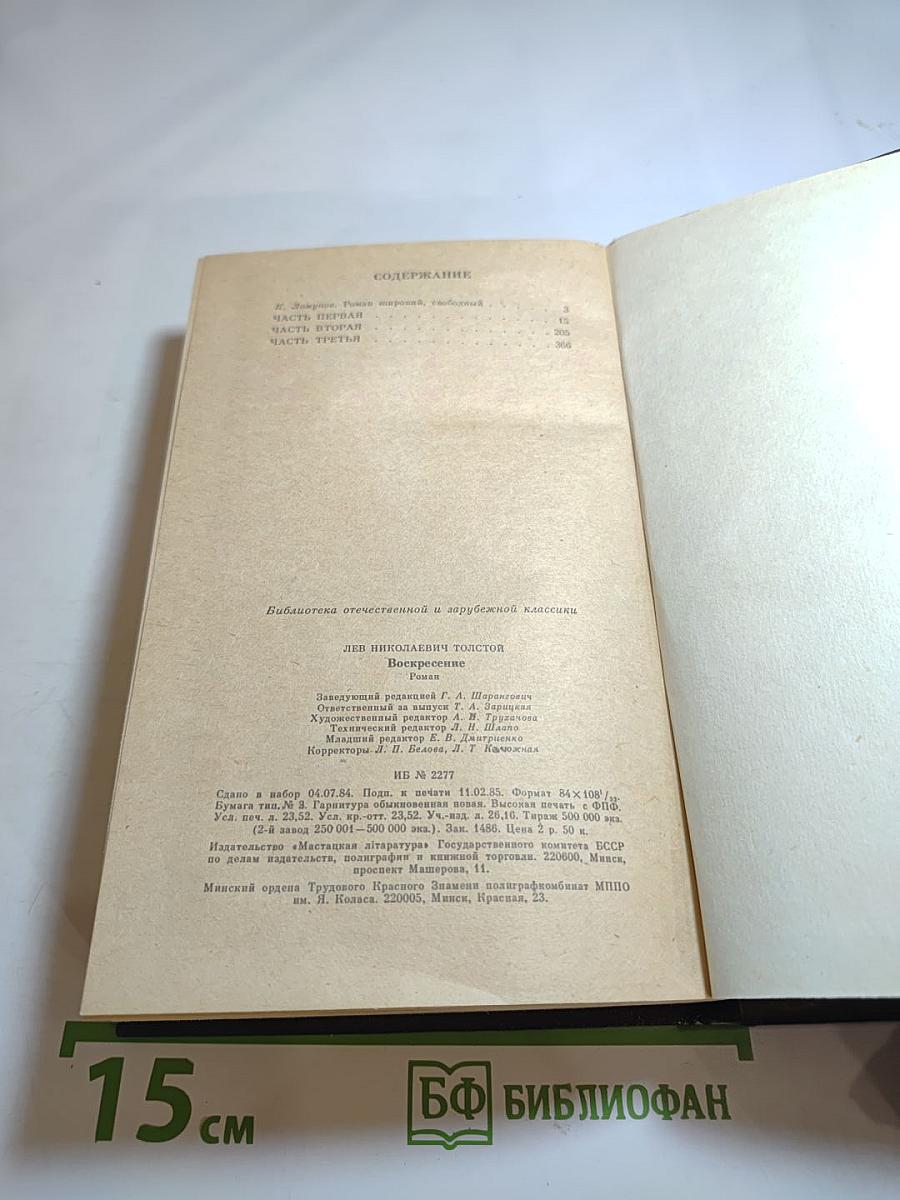 СОДЕРЖАНИЕ
К. Ломунов. Роман широкий, свободный . . . . . . 3
ЧАСТЬ ПЕРВАЯ . . . . . . . . . . . . . 15
ЧАСТЬ ВТОРАЯ . . . . . . . . . . . . . 205
ЧАСТЬ ТРЕТЬЯ . . . . . . . . . . . . . 366
Библиотека отечественной и зарубежной классики
ЛЕВ НИКОЛАЕВИЧ ТОЛСТОЙ
Воскресение
Роман
Заведующий редакцией Г. А. Шарангович
Ответственный за выпуск Т. А. Зарицкая
Художественный редактор А. И. Труханова
Технический редактор Л. Н. Шлапо
Младший редактор Е. В. Дмитриенко
Корректоры Л. П. Белова, Л. Т.
ИБ № 2277
Сдано в набор 04.07.84. Подп. к печати 11.02.85. Формат 84×108¹/₃₂.
Бумага тип. № 3. Гарнитура обыкновенная новая. Высокая печать с ФПФ.
Усл. печ. л. 23,52. Усл. кр.-отт. 23,52. Уч.-изд. л. 26,16. Тираж 500 000 экз.
(2-й завод 250 001—500 000 экз.). Зак. 1486. Цена 2 р. 50 к.
Издательство «Мастацкая літаратура» Государственного комитета БССР
по делам издательств, полиграфии и книжной торговли. 220600, Минск,
проспект Машерова, 11.
Минский ордена Трудового Красного Знамени полиграфкомбинат МППО
им. Я. Коласа. 220005, Минск, Красная, 23.
15 см
БФ БИБЛИОФАН